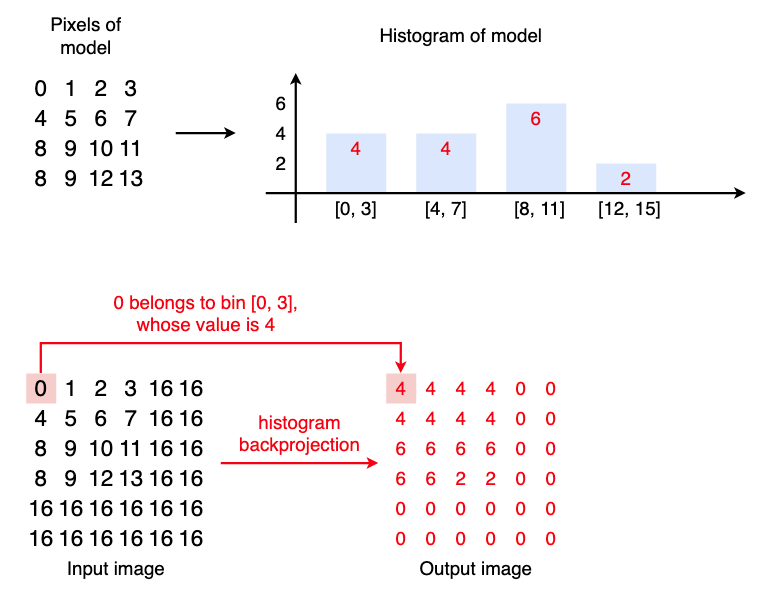 Pixels of
model
0 1 2 3
4 5 6 7
8 9 10 11
8 9 12 13
Histogram of model
6
4
2
4
4
6
2
[0, 3]
[4, 7]
[8, 11]
[12, 15]
0 belongs to bin [0, 3],
whose value is 4
0 1 2 3 16 16
4 5 6 7 16 16
8 9 10 11 16 16
8 9 12 13 16 16
16 16 16 16 16 16
16 16 16 16 16 16
Input image
histogram
backprojection
4 4 4 4 0 0
4 4 4 4 0 0
6 6 6 6 0 0
6 6 2 2 0 0
0 0 0 0 0 0
0 0 0 0 0 0
Output image